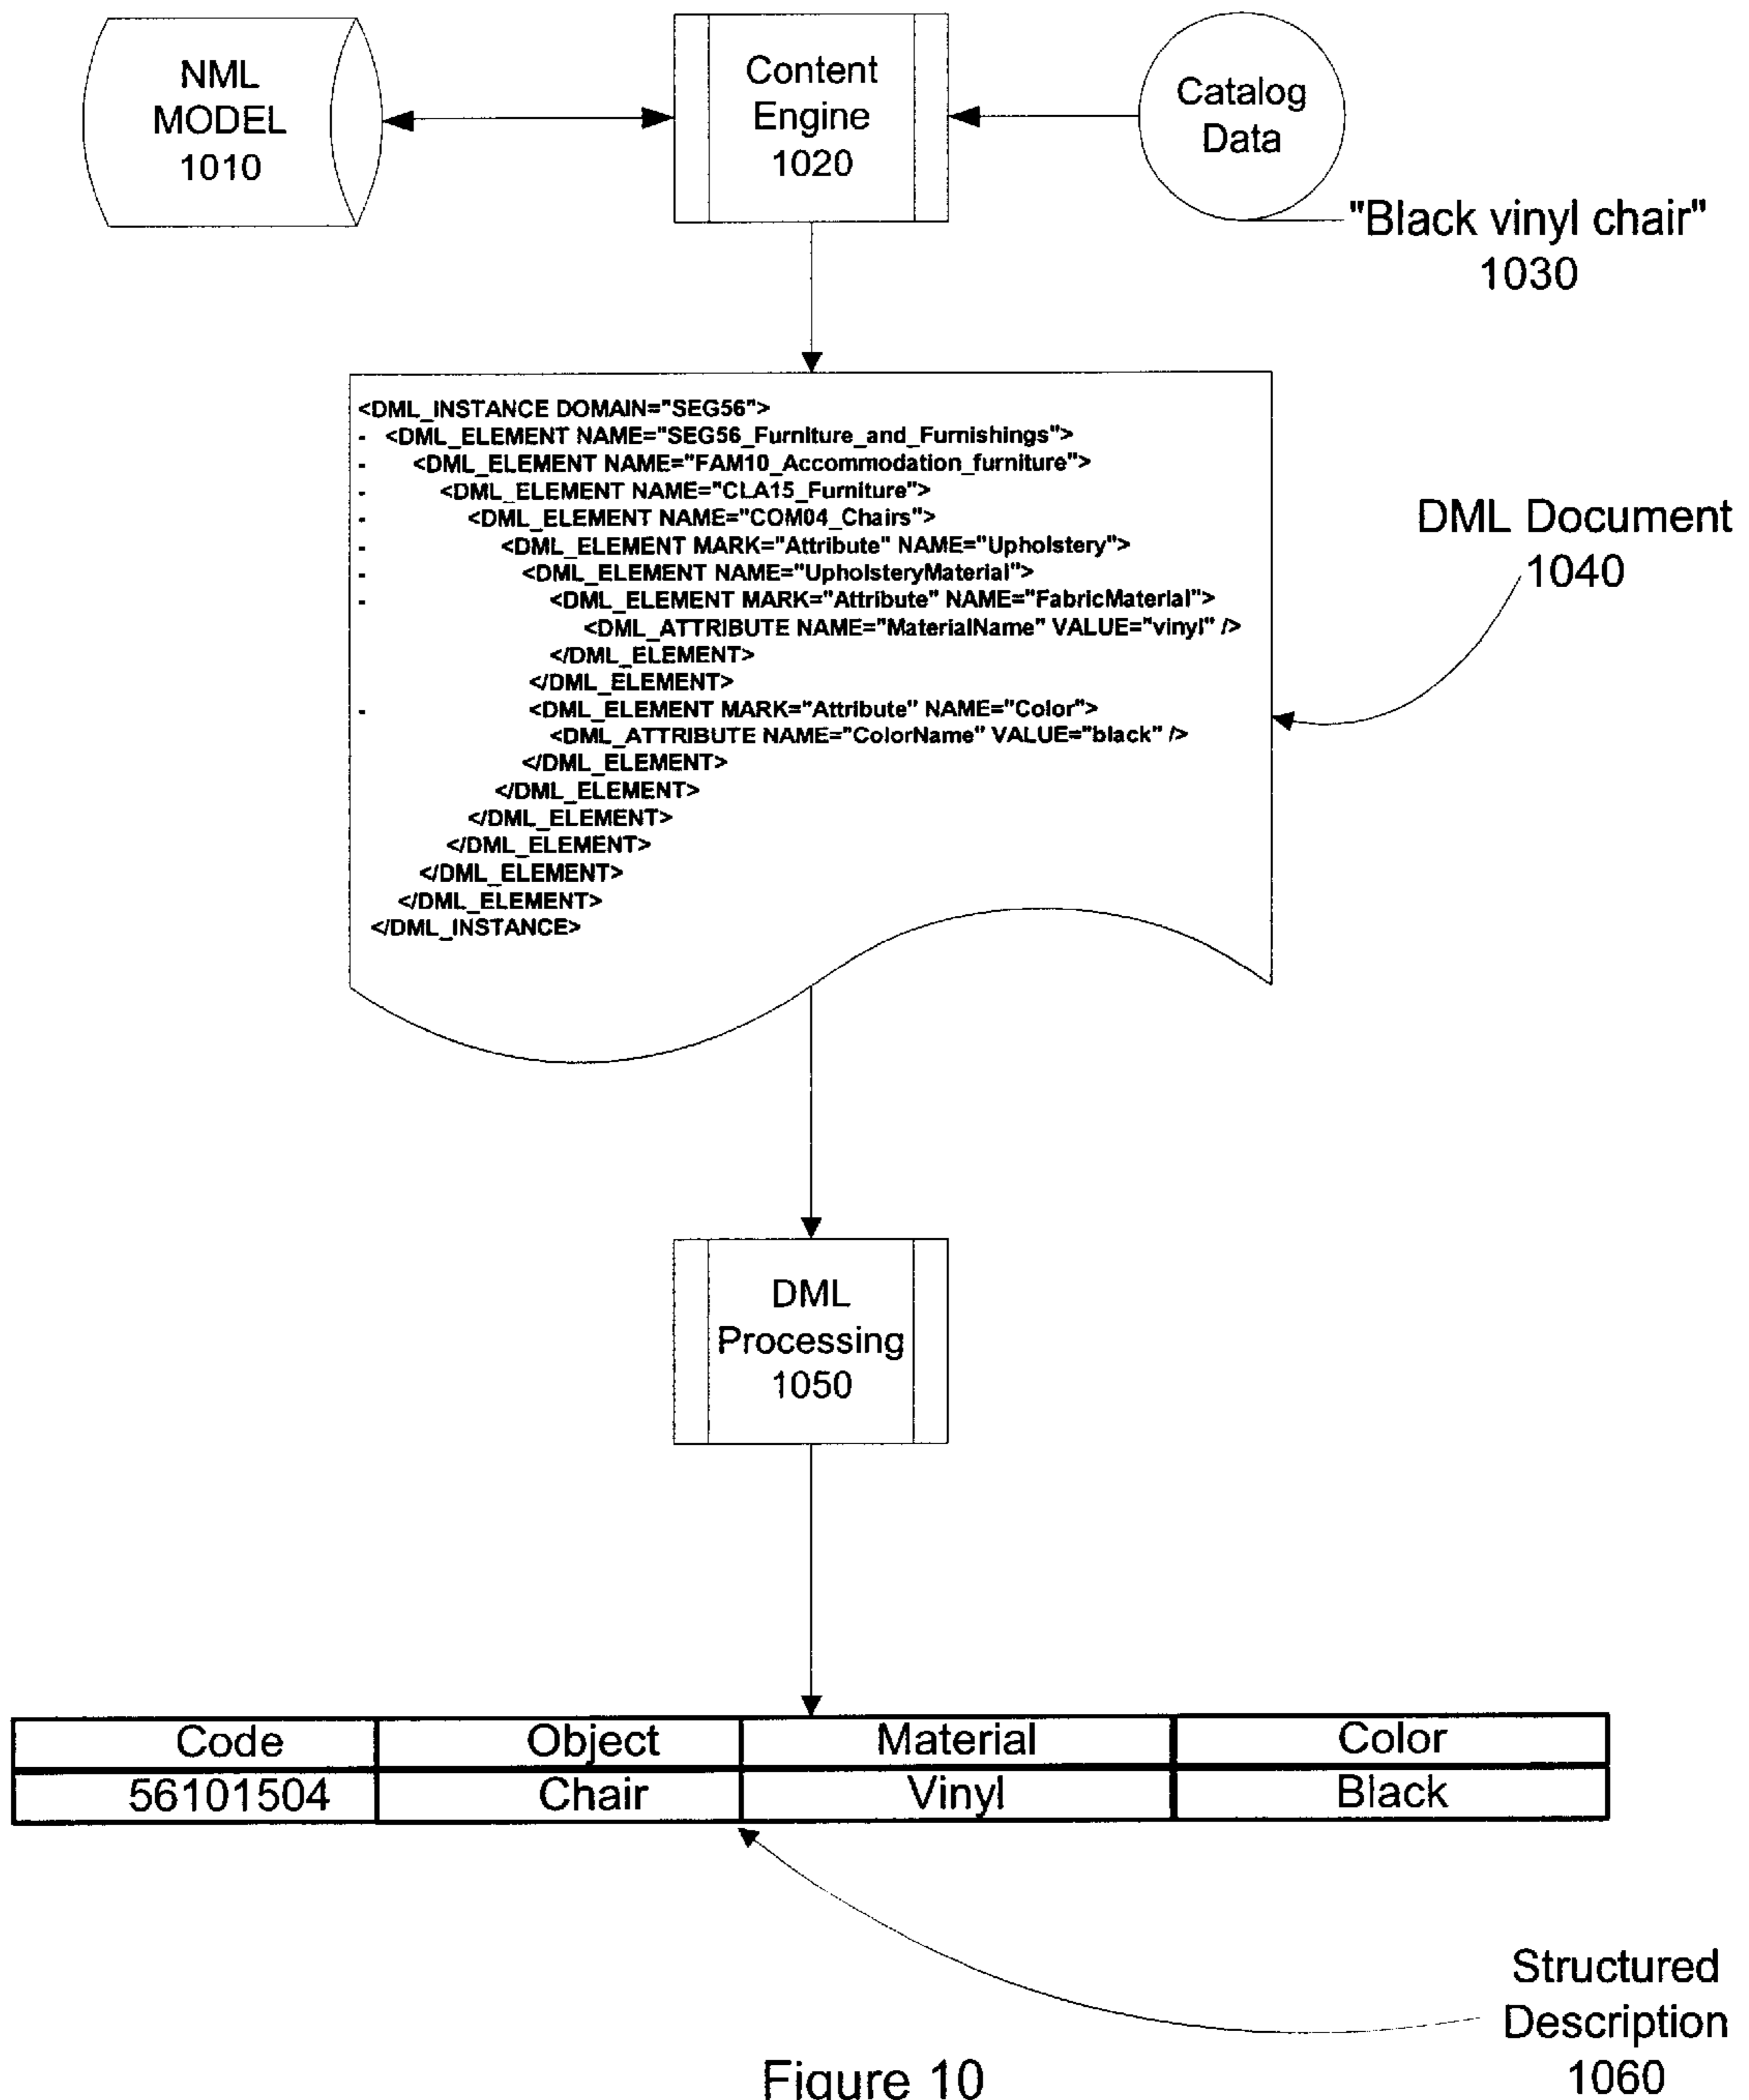 NML
MODEL
1010
Content
Engine
1020
Catalog
Data
"Black vinyl chair"
1030
<DML_INSTANCE DOMAIN="SEG56">
- <DML_ELEMENT NAME="SEG56_Furniture_and_Furnishings">
- <DML_ELEMENT NAME="FAM10_Accommodation_furniture">
- <DML_ELEMENT NAME="CLA15_Furniture">
- <DML_ELEMENT NAME="COM04_Chairs">
- <DML_ELEMENT MARK="Attribute" NAME="Upholstery">
- <DML_ELEMENT NAME="UpholsteryMaterial">
- <DML_ELEMENT MARK="Attribute" NAME="FabricMaterial">
<DML_ATTRIBUTE NAME="MaterialName" VALUE="vinyl" />
</DML_ELEMENT>
</DML_ELEMENT>
- <DML_ELEMENT MARK="Attribute" NAME="Color">
<DML_ATTRIBUTE NAME="ColorName" VALUE="black" />
</DML_ELEMENT>
</DML_ELEMENT>
</DML_ELEMENT>
</DML_ELEMENT>
</DML_ELEMENT>
</DML_ELEMENT>
</DML_INSTANCE>
DML Document
1040
DML
Processing
1050
Code Object Material Color
56101504 Chair Vinyl Black
Structured
Description
1060
Figure 10